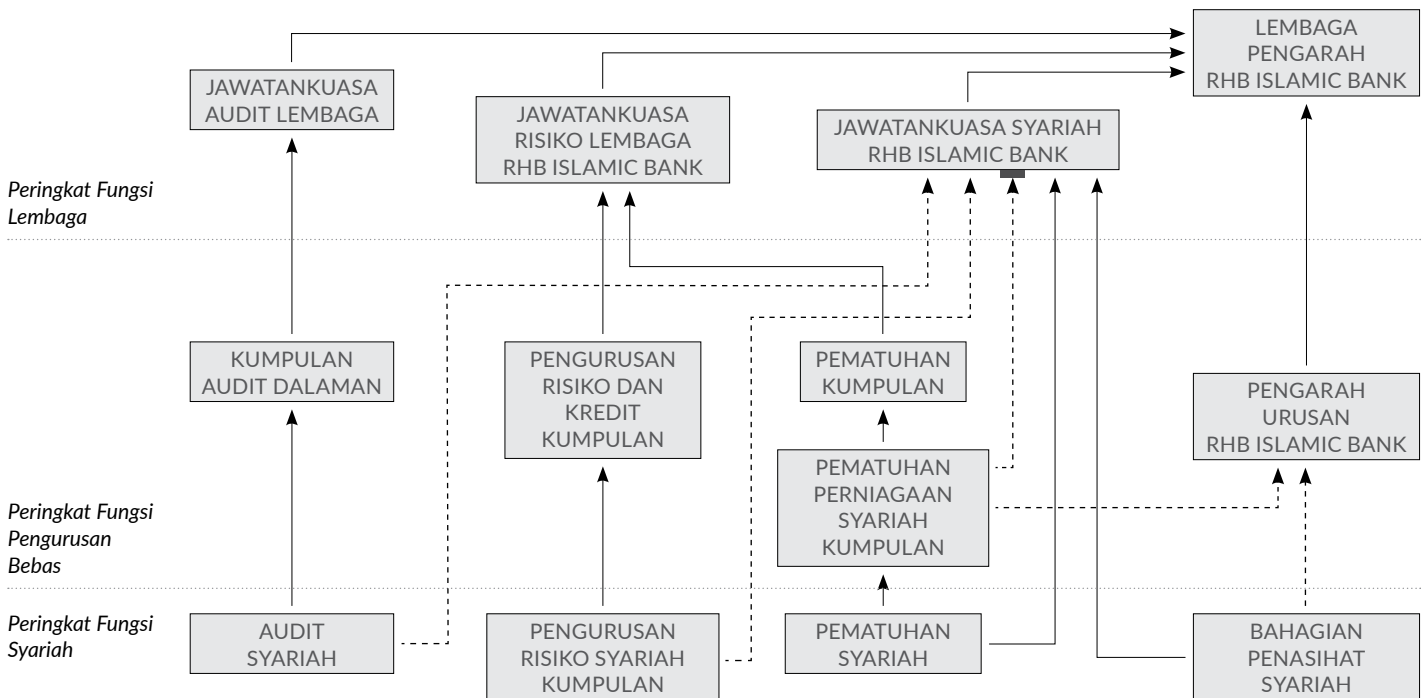 LEMBAGA
PENGARAH
RHB ISLAMIC BANK
JAWATANKUASA
AUDIT LEMBAGA
JAWATANKUASA
RISIKO LEMBAGA
RHB ISLAMIC BANK
JAWATANKUASA SYARIAH
RHB ISLAMIC BANK
Peringkat Fungsi
Lembaga
KUMPULAN
AUDIT DALAMAN
PENGURUSAN
RISIKO DAN
KREDIT
KUMPULAN
PEMATUHAN
KUMPULAN
PENGARAH
URUSAN
RHB ISLAMIC BANK
PEMATUHAN
PERNIAGAAN
SYARIAH
KUMPULAN
Peringkat Fungsi
Pengurusan
Bebas
Peringkat Fungsi
Syariah
AUDIT
SYARIAH
PENGURUSAN
RISIKO SYARIAH
KUMPULAN
PEMATUHAN
SYARIAH
BAHAGIAN
PENASIHAT
SYARIAH